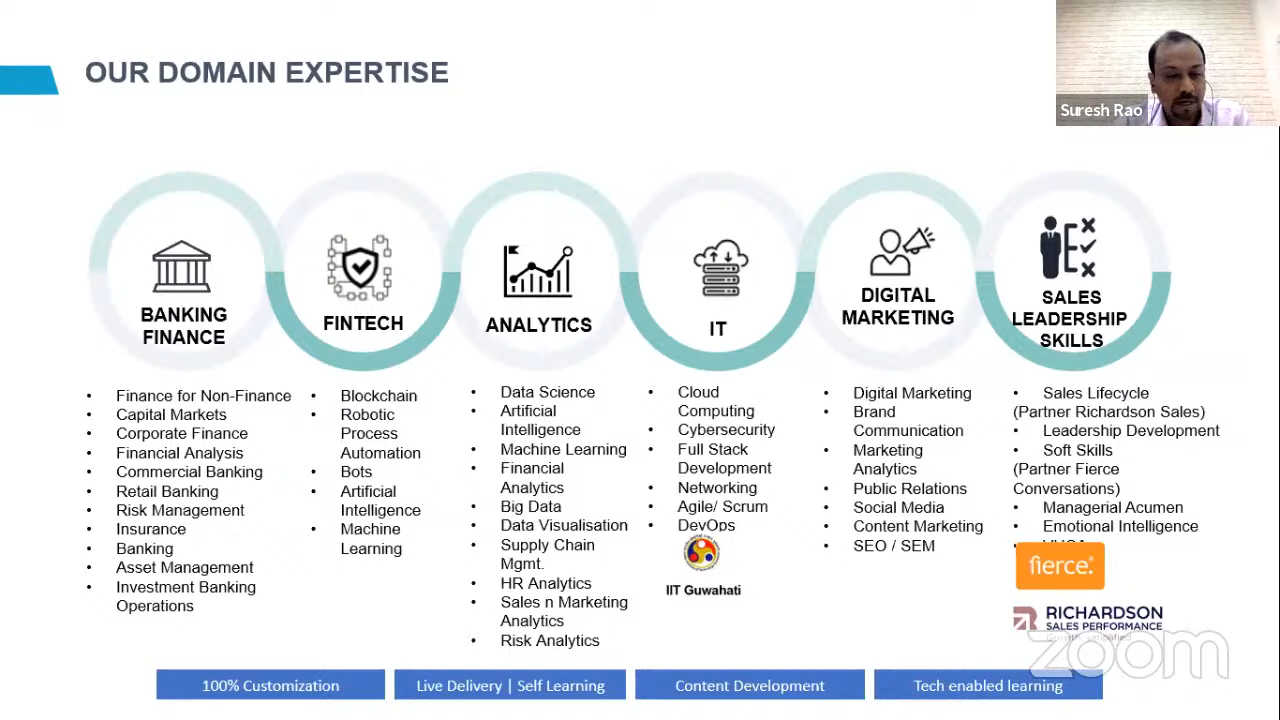 OUR DOMAIN EXPERTISE
Suresh Rao
BANKING
FINANCE
• Finance for Non-Finance
• Capital Markets
• Corporate Finance
• Financial Analysis
• Commercial Banking
• Retail Banking
• Risk Management
• Insurance
• Banking
• Asset Management
• Investment Banking
Operations
FINTECH
• Blockchain
• Robotic
Process
Automation
• Bots
• Artificial
Intelligence
• Machine
Learning
ANALYTICS
• Data Science
• Artificial
Intelligence
• Machine Learning
• Financial
Analytics
• Big Data
• Data Visualisation
• Supply Chain
Mgmt.
• HR Analytics
• Sales n Marketing
Analytics
• Risk Analytics
IT
• Cloud
Computing
• Cybersecurity
• Full Stack
Development
• Networking
• Agile/ Scrum
• DevOps
IIT Guwahati
DIGITAL
MARKETING
• Digital Marketing
• Brand
Communication
• Marketing
Analytics
• Public Relations
• Social Media
• Content Marketing
• SEO / SEM
SALES
LEADERSHIP
SKILLS
• Sales Lifecycle
(Partner Richardson Sales)
• Leadership Development
• Soft Skills
(Partner Fierce
Conversations)
• Managerial Acumen
• Emotional Intelligence
fierce.
RICHARDSON
SALES PERFORMANCE
zoom
100% Customization
Live Delivery | Self Learning
Content Development
Tech enabled learning